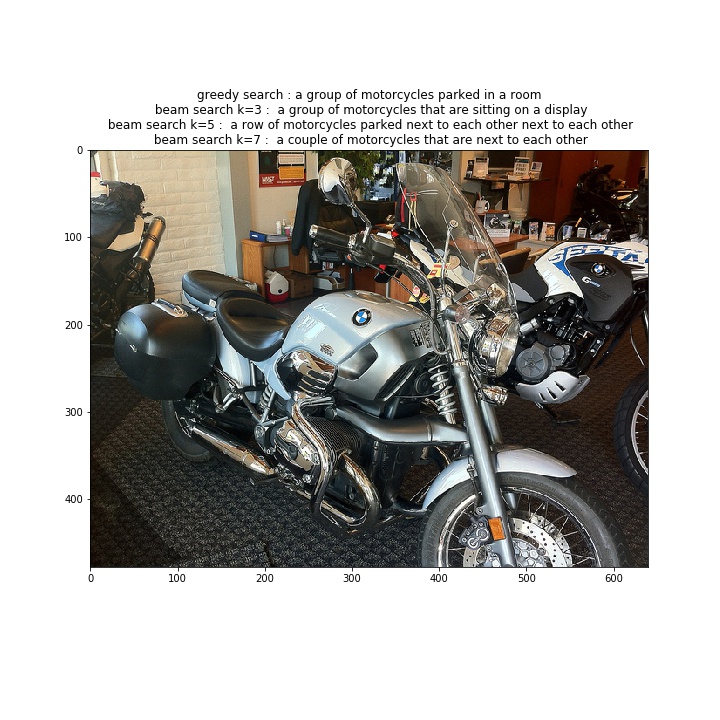 greedy search : a group of motorcycles parked in a room
beam search k=3 :  a group of motorcycles that are sitting on a display
beam search k=5 :  a row of motorcycles parked next to each other next to each other
beam search k=7 :  a couple of motorcycles that are next to each other
0
100
200
300
400
0
100
200
300
400
500
600
BMW